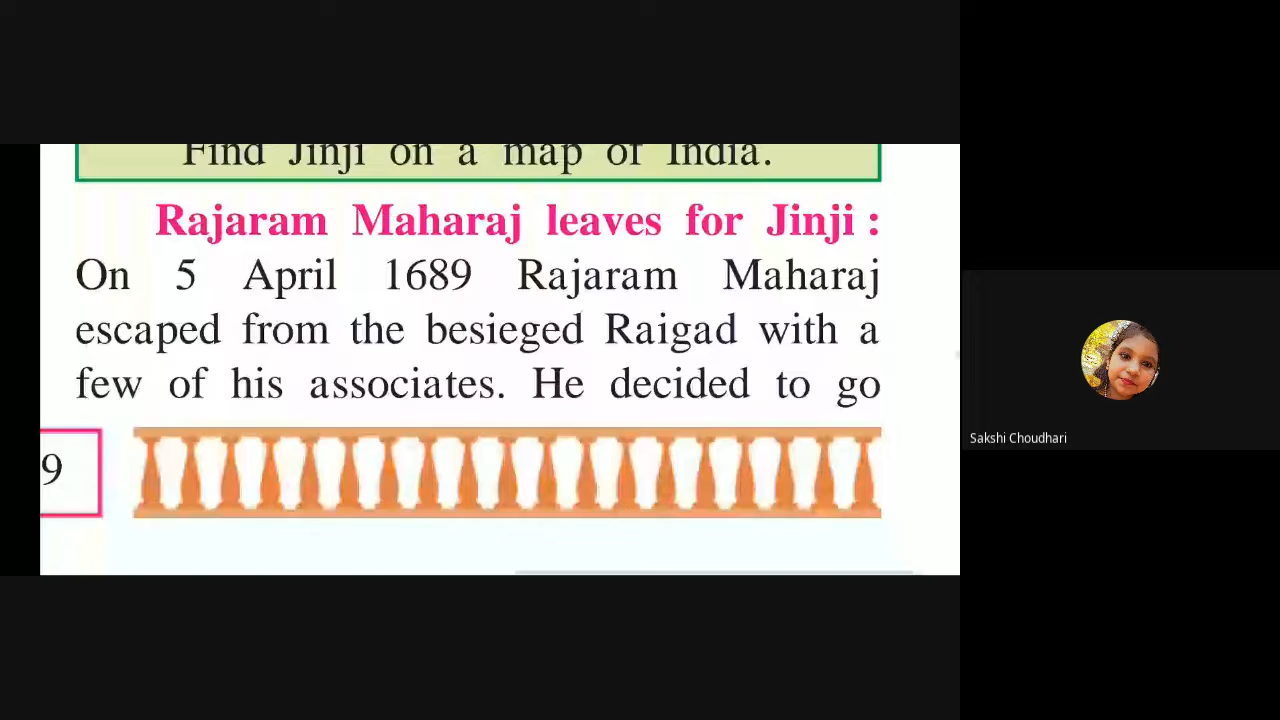 Find Jinji on a map of India.
Rajaram Maharaj leaves for Jinji :
On 5 April 1689 Rajaram Maharaj
escaped from the besieged Raigad with a
few of his associates. He decided to go
9
Sakshi Choudhari